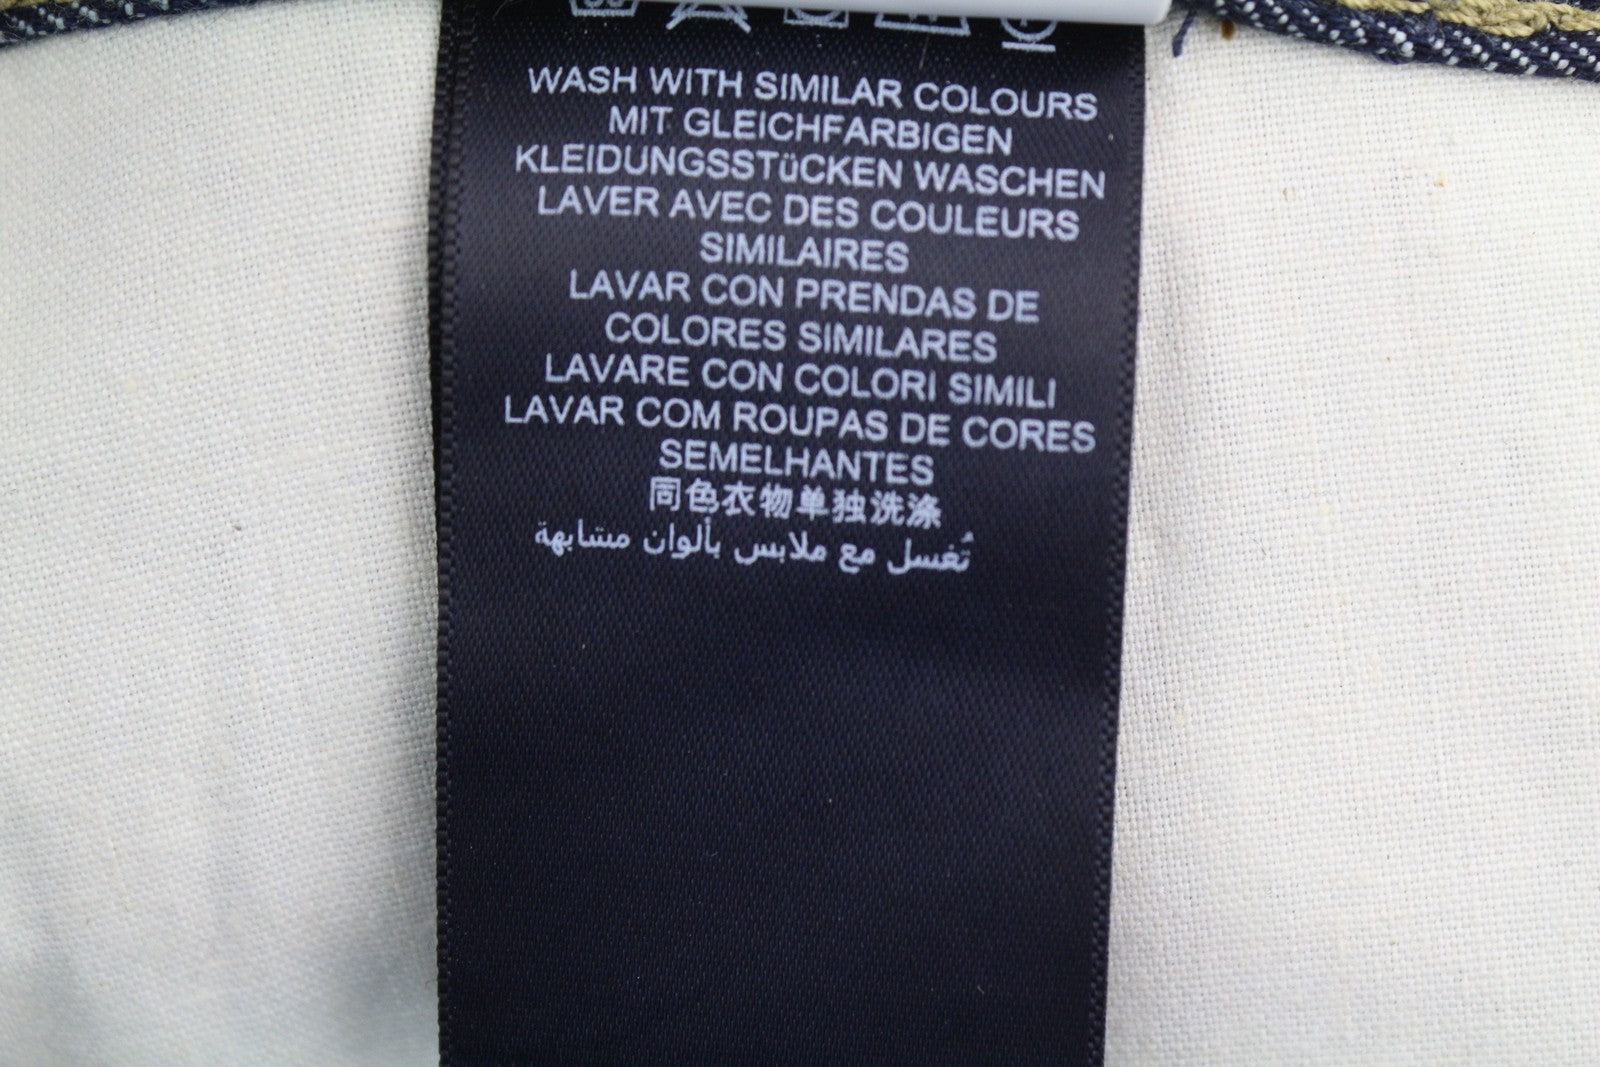 WASH WITH SIMILAR COLOURS
MIT GLEICHFARBIGEN
KLEIDUNGSSTüCKEN WASCHEN
LAVER AVEC DES COULEURS
SIMILAIRES
LAVAR CON PRENDAS DE
COLORES SIMILARES
LAVARE CON COLORI SIMILI
LAVAR COM ROUPAS DE CORES
SEMELHANTES
同色衣物单独洗涤
تُغسل مع ملابس بألوان مشابهة